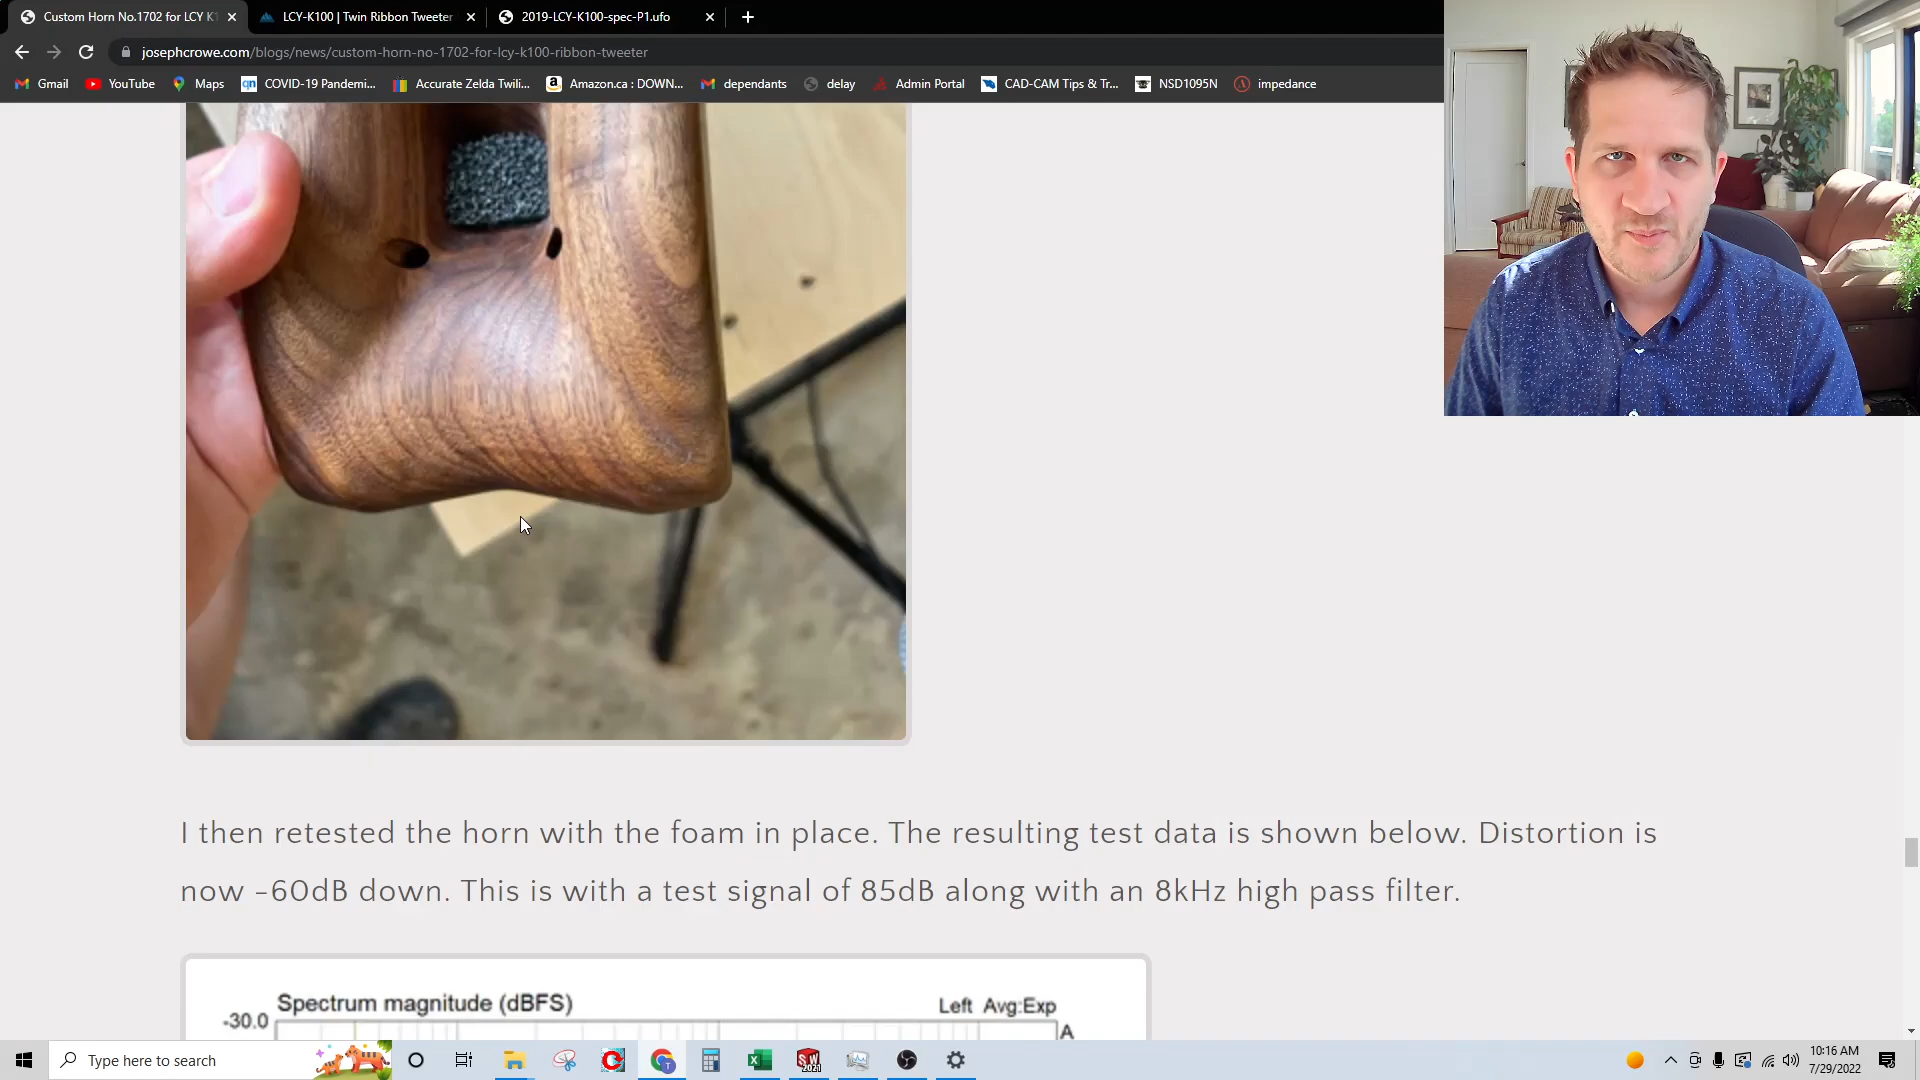 Custom Horn No.1702 for LCY K1
LCY-K100 | Twin Ribbon Tweeter
2019-LCY-K100-spec-P1.ufo
josephcrowe.com/blogs/news/custom-horn-no-1702-for-lcy-k100-ribbon-tweeter
Gmail
YouTube
Maps
qn
COVID-19 Pandemi...
Accurate Zelda Twili...
Amazon.ca : DOWN...
dependants
delay
Admin Portal
CAD-CAM Tips & Tr...
NSD1095N
impedance
I then retested the horn with the foam in place. The resulting test data is shown below. Distortion is
now -60dB down. This is with a test signal of 85dB along with an 8kHz high pass filter.
Spectrum magnitude (dBFS)
Left Avg:Exp
-30.0
A
Type here to search
SW
2021
10:16 AM
7/29/2022